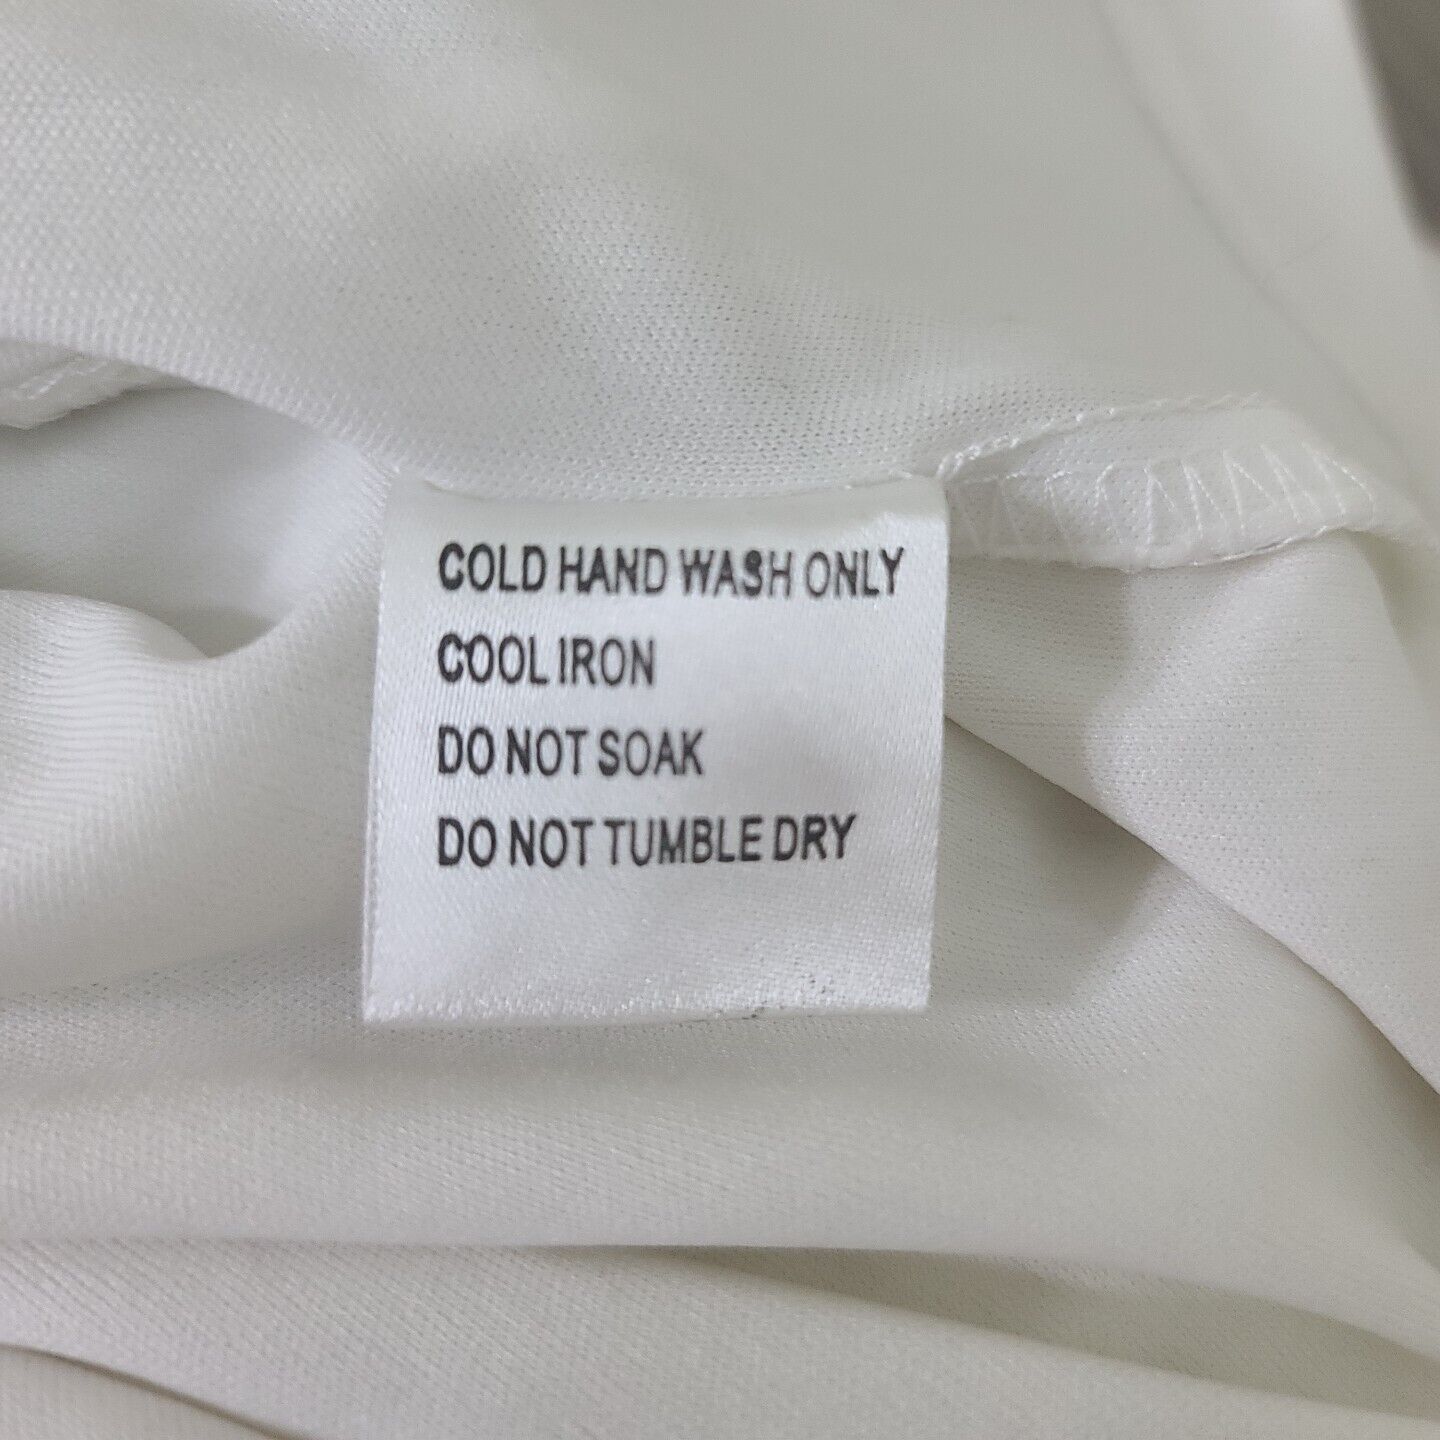 COLD HAND WASH ONLY
COOL IRON
DO NOT SOAK
DO NOT TUMBLE DRY